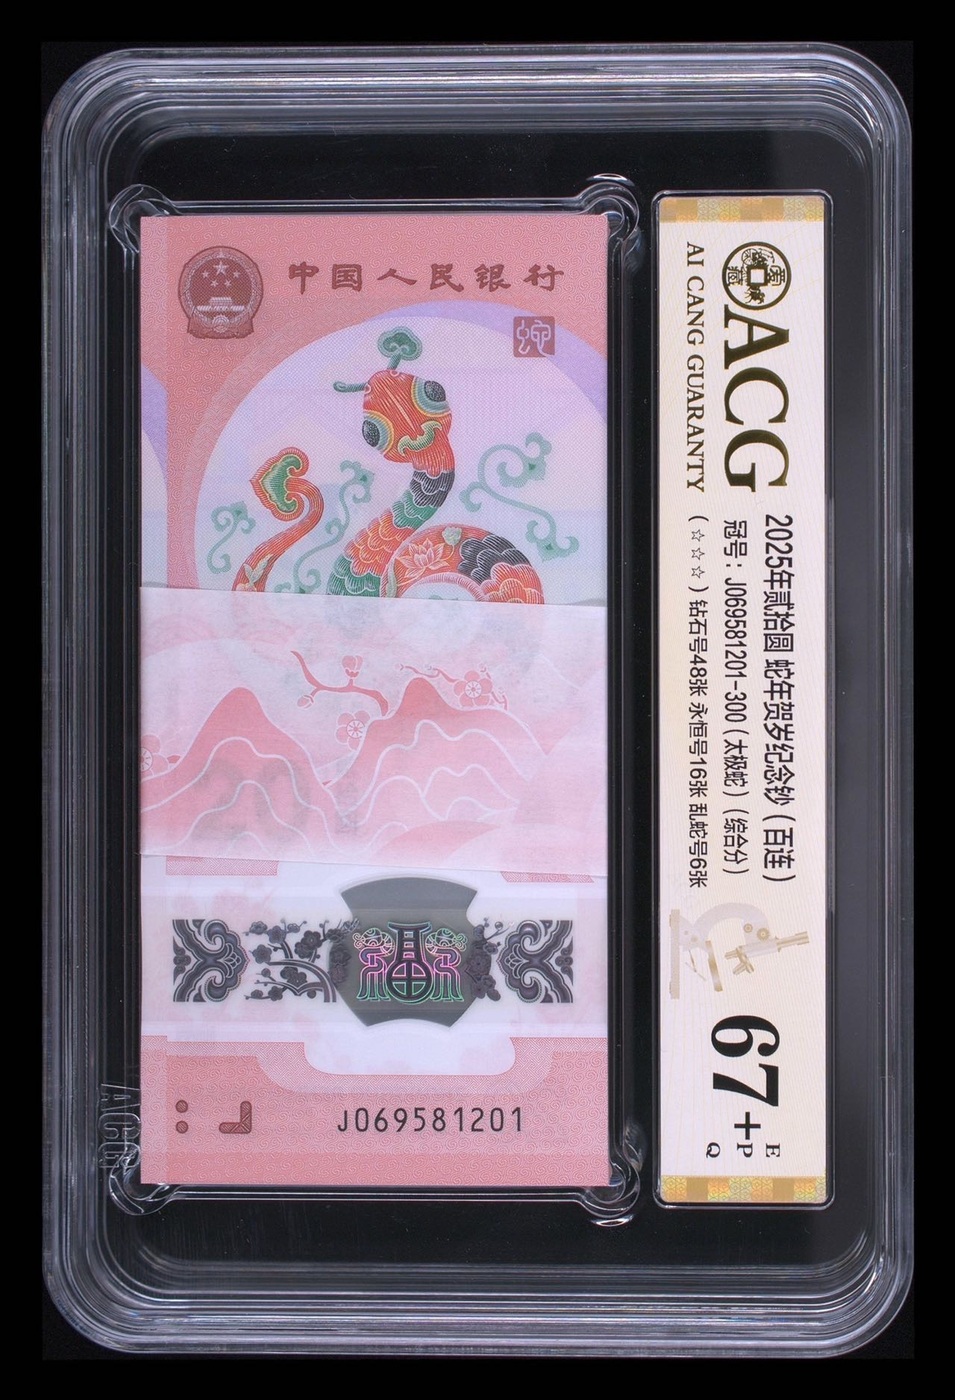 中国人民银行
蛇
J069581201
ACG
AI CANG GUARANTY
2025年贰拾圆 蛇年贺岁纪念钞（百连）
冠号：J069581201-300（太极蛇）（综合分）
（☆☆☆）钻石号48张 永恒号16张 乱蛇号6张
67+
E
P
Q
ACG